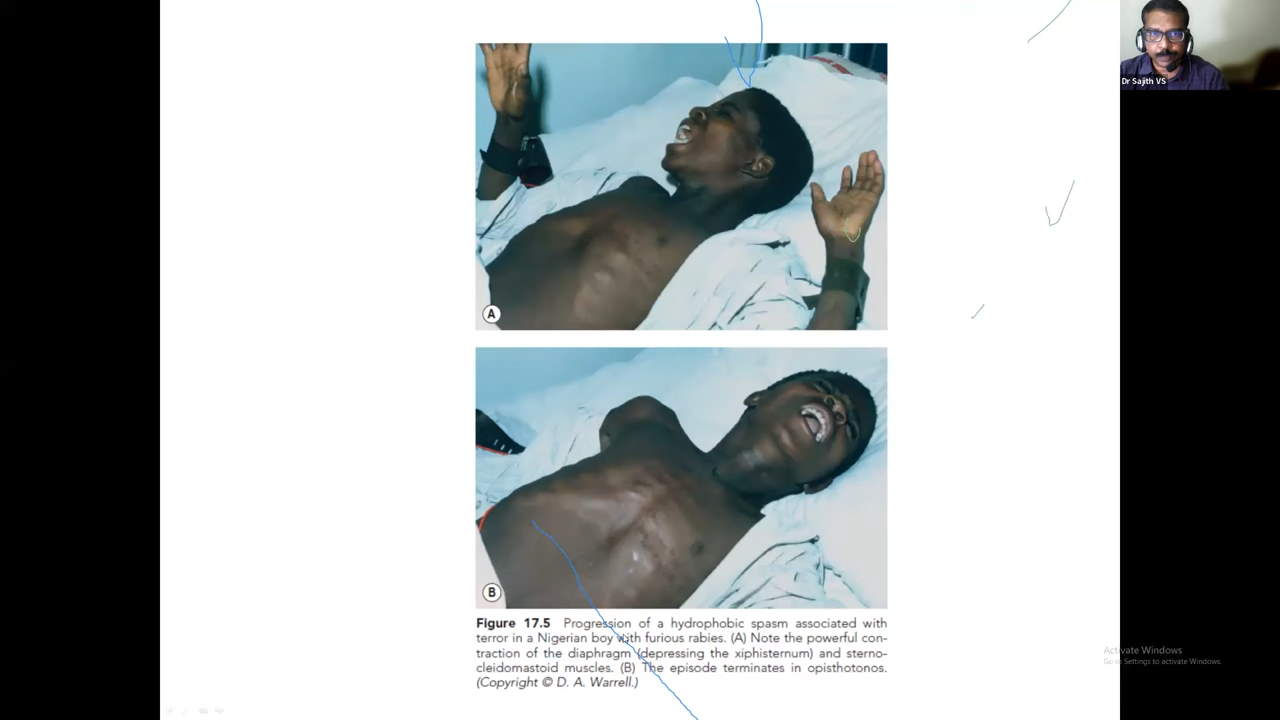 Dr Sajith VS
A
B
Figure 17.5 Progression of a hydrophobic spasm associated with
terror in a Nigerian boy with furious rabies. (A) Note the powerful con-
traction of the diaphragm (depressing the xiphisternum) and sterno-
cleidomastoid muscles. (B) The episode terminates in opisthotonos.
(Copyright © D. A. Warrell.)
Activate Windows
Go to Settings to activate Windows.